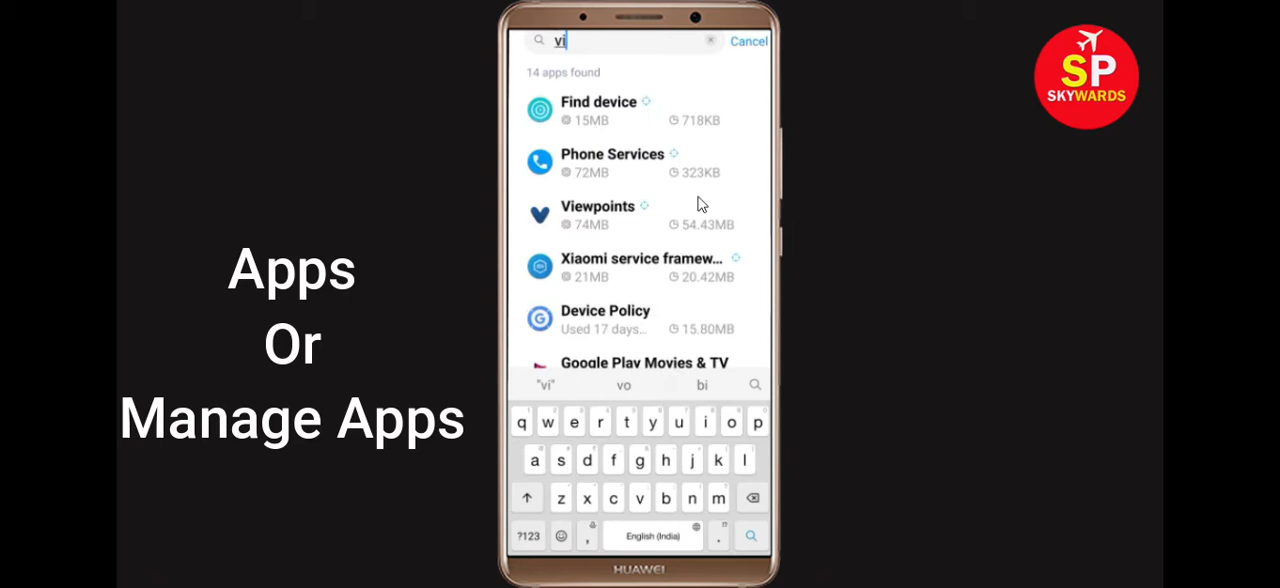 vi
Cancel
14 apps found
Find device
15MB 718KB
Phone Services
72MB 323KB
Viewpoints
74MB 54.43MB
Xiaomi service framew...
21MB 20.42MB
Device Policy
Used 17 days... 15.80MB
Google Play Movies & TV
"vi" vo bi
q w e r t y u i o p
a s d f g h j k l
z x c v b n m
?123 , English (India) .
HUAWEI
Apps
Or
Manage Apps
SP
SKYWARDS